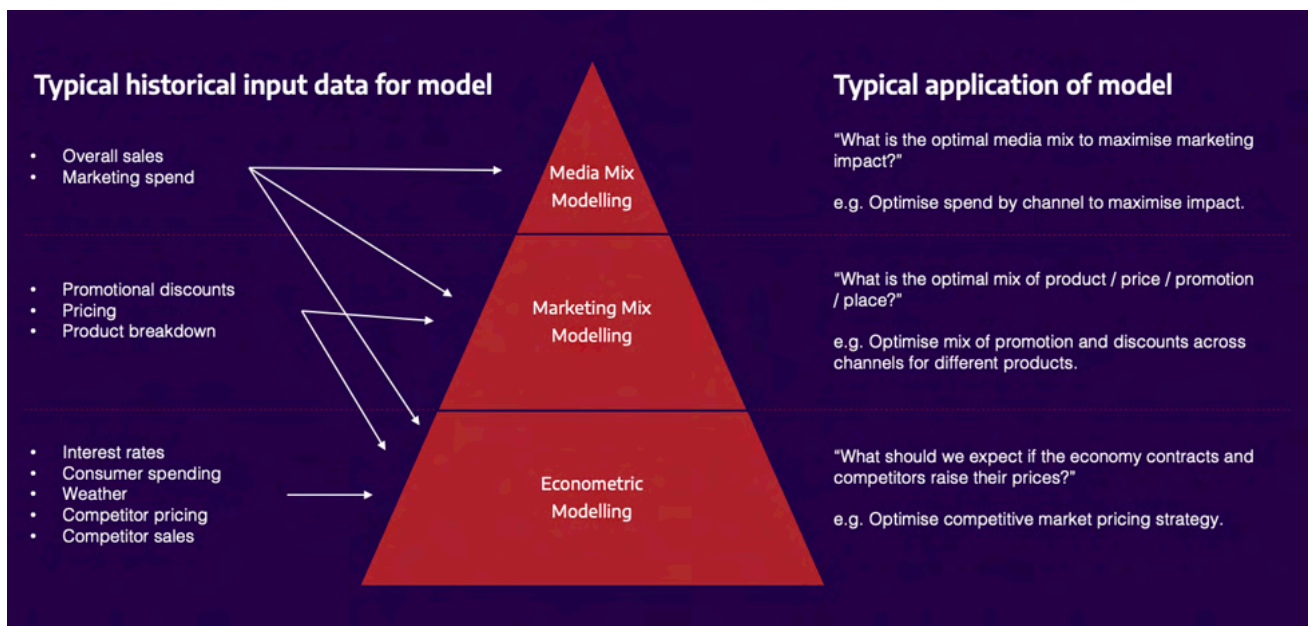 Typical historical input data for model
• Overall sales
• Marketing spend
• Promotional discounts
• Pricing
• Product breakdown
• Interest rates
• Consumer spending
• Weather
• Competitor pricing
• Competitor sales
Media Mix
Modelling
Marketing Mix
Modelling
Econometric
Modelling
Typical application of model
“What is the optimal media mix to maximise marketing
impact?”
e.g. Optimise spend by channel to maximise impact.
“What is the optimal mix of product / price / promotion
/ place?”
e.g. Optimise mix of promotion and discounts across
channels for different products.
“What should we expect if the economy contracts and
competitors raise their prices?”
e.g. Optimise competitive market pricing strategy.